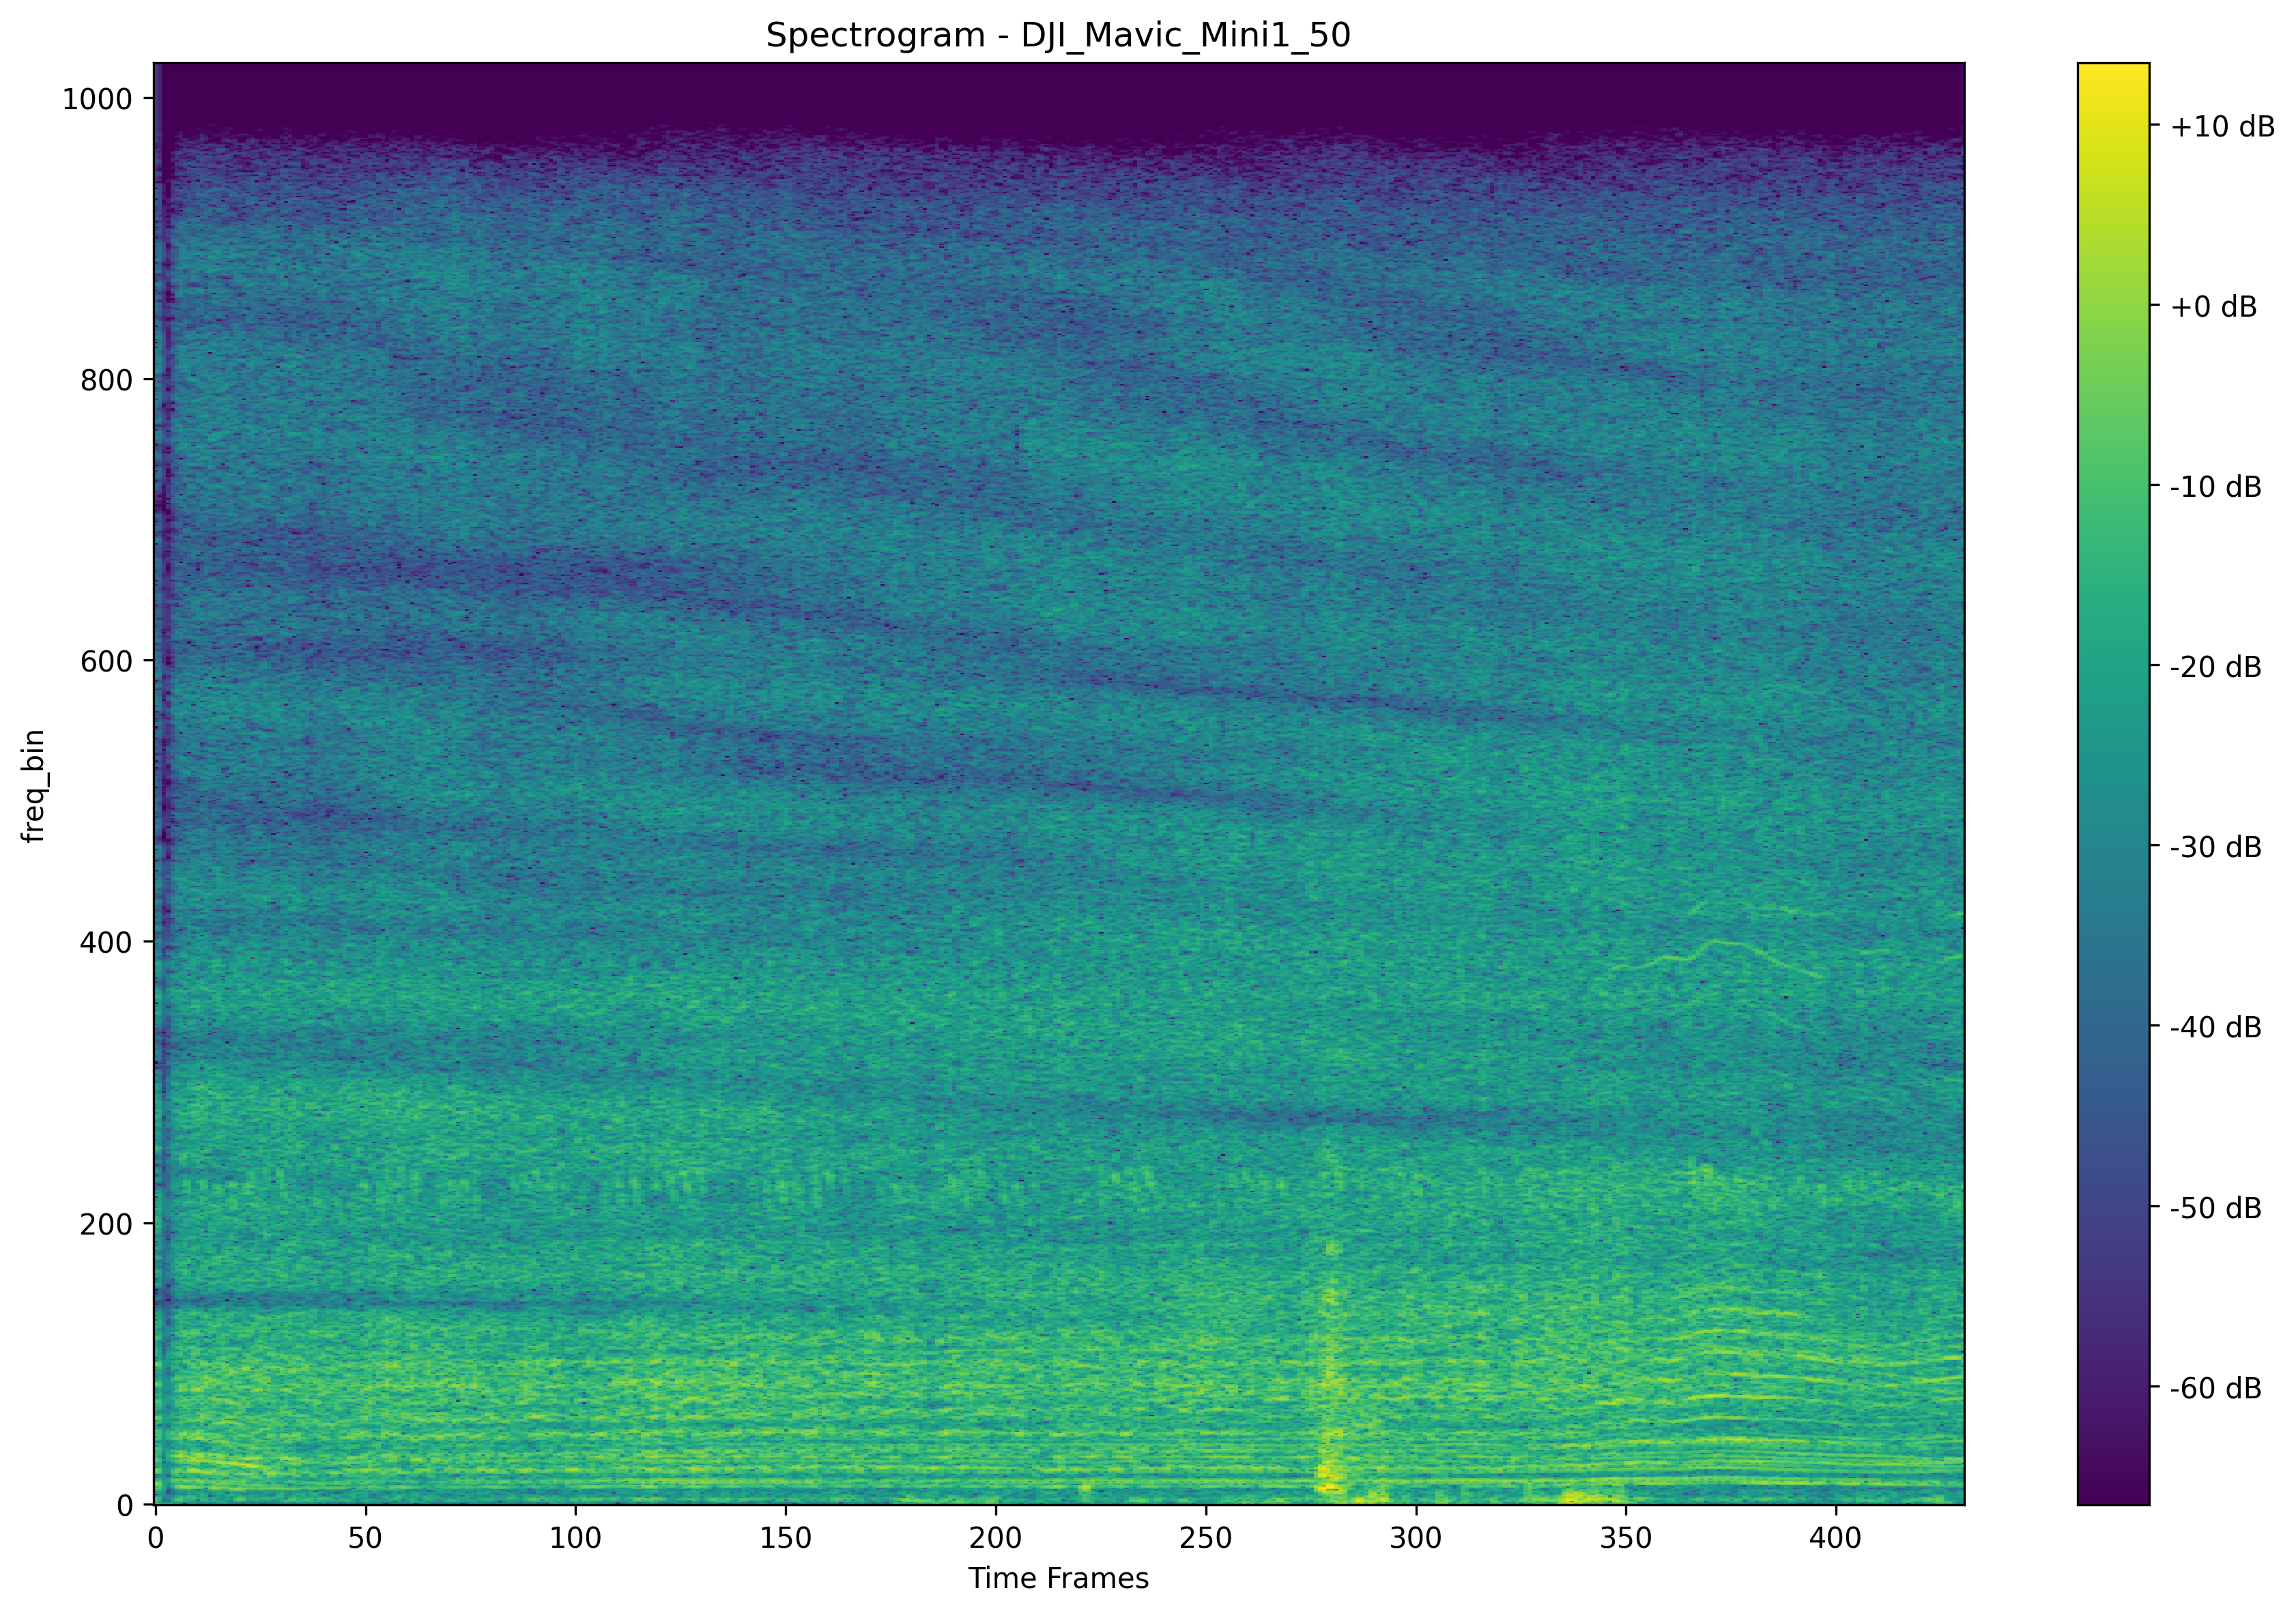 Spectrogram - DJI_Mavic_Mini1_50
1000
800
600
400
200
0
freq_bin
0 50 100 150 200 250 300 350 400
Time Frames
+10 dB
+0 dB
-10 dB
-20 dB
-30 dB
-40 dB
-50 dB
-60 dB